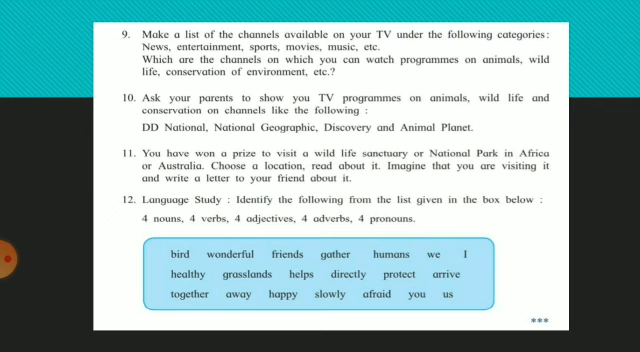 9. Make a list of the channels available on your TV under the following categories:
News, entertainment, sports, movies, music, etc.
Which are the channels on which you can watch programmes on animals, wild
life, conservation of environment, etc.?
10. Ask your parents to show you TV programmes on animals, wild life and
conservation on channels like the following :
DD National, National Geographic, Discovery and Animal Planet.
11. You have won a prize to visit a wild life sanctuary or National Park in Africa
or Australia. Choose a location, read about it. Imagine that you are visiting it
and write a letter to your friend about it.
12. Language Study : Identify the following from the list given in the box below :
4 nouns, 4 verbs, 4 adjectives, 4 adverbs, 4 pronouns.
bird wonderful friends gather humans we I
healthy grasslands helps directly protect arrive
together away happy slowly afraid you us
***